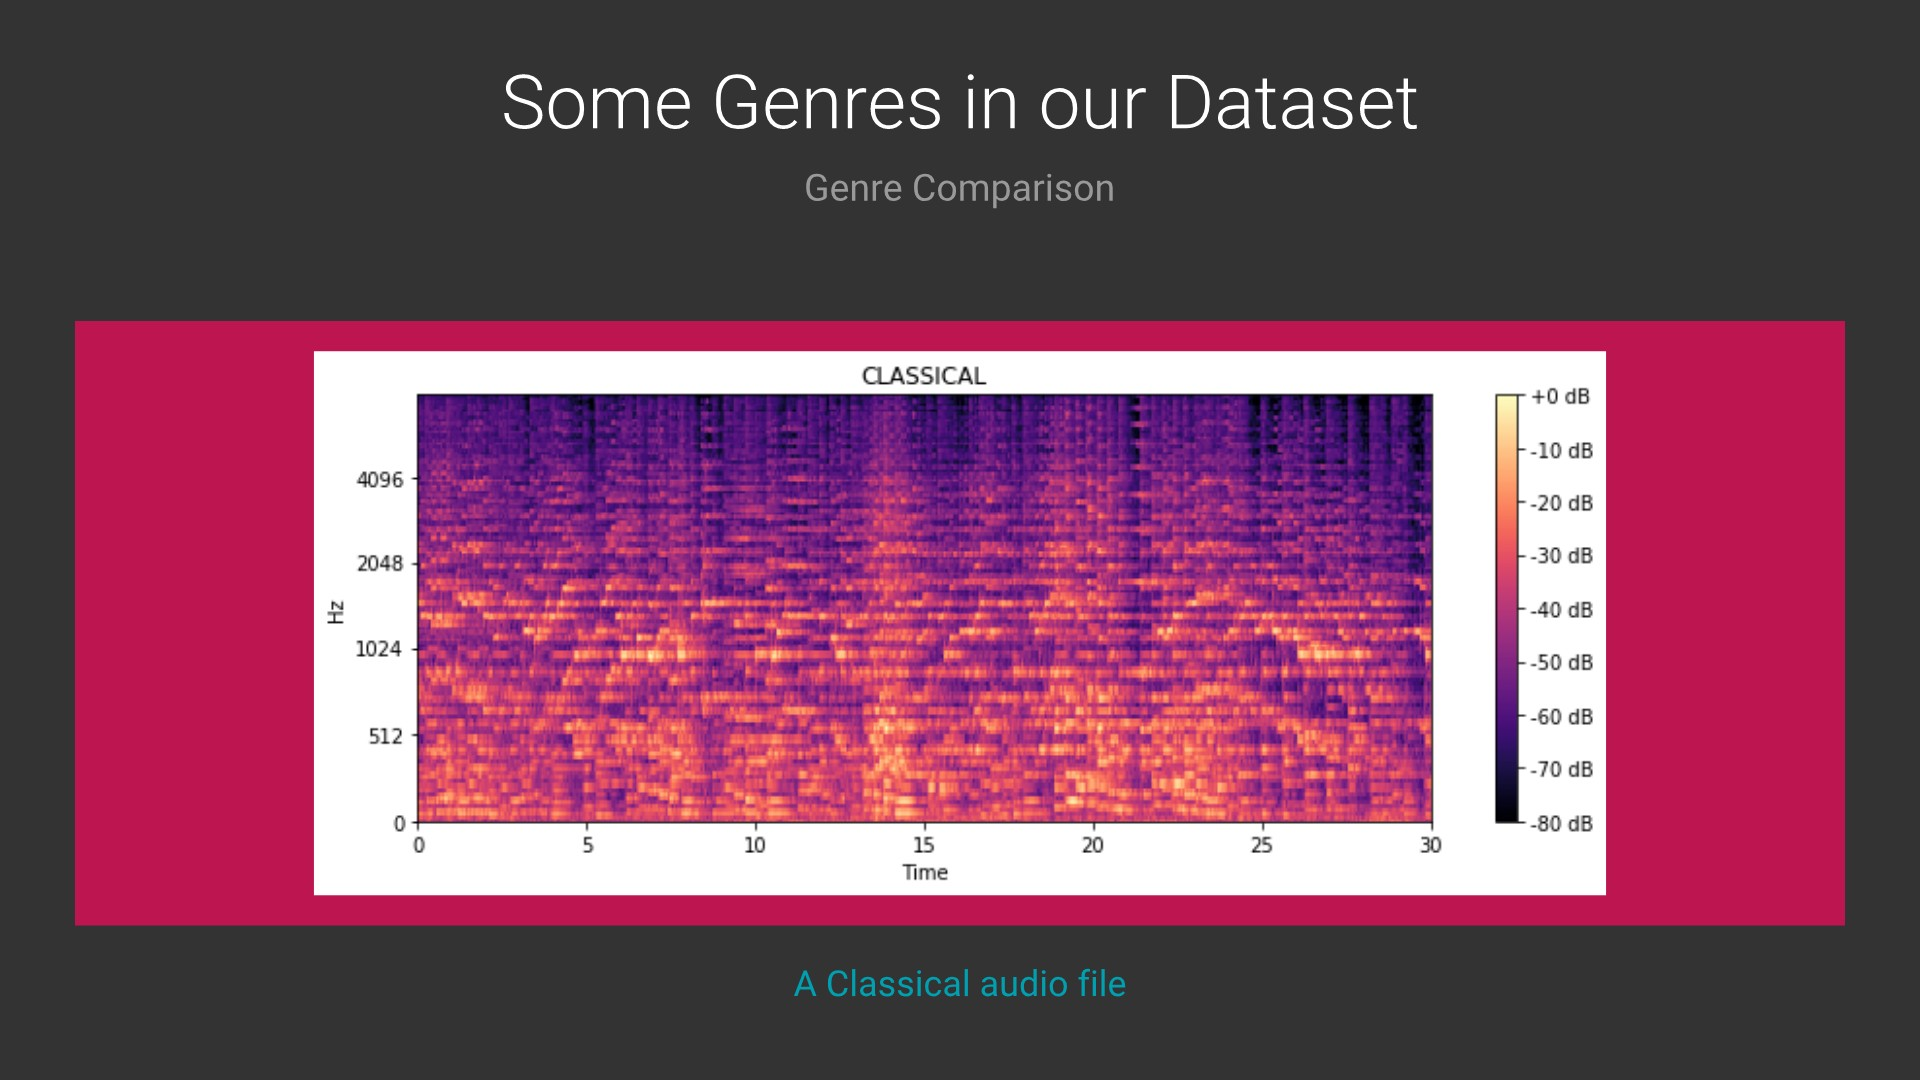 Some Genres in our Dataset
Genre Comparison
CLASSICAL
+0 dB
-10 dB
-20 dB
-30 dB
-40 dB
-50 dB
-60 dB
-70 dB
-80 dB
4096
2048
1024
512
0
Hz
0 5 10 15 20 25 30
Time
A Classical audio file